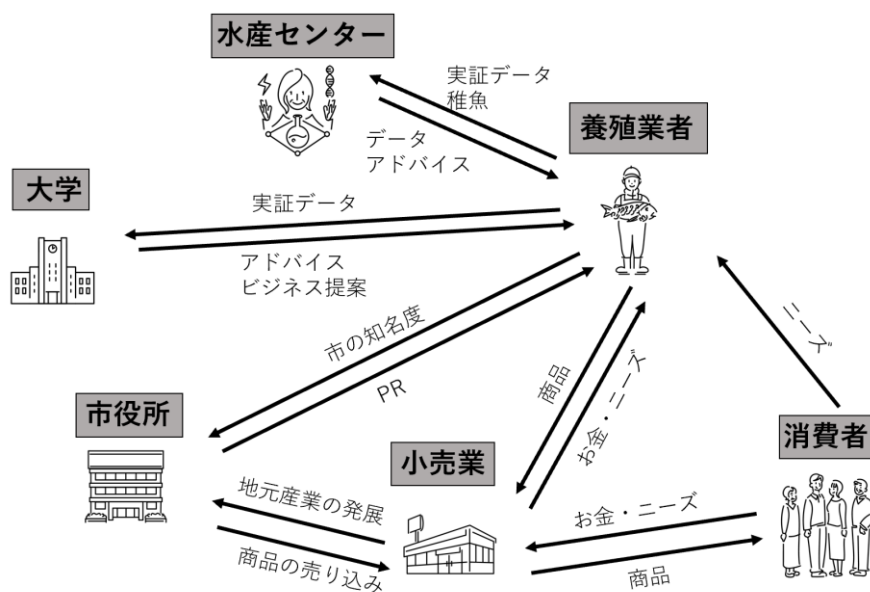 水産センター
実証データ
稚魚
養殖業者
データ
アドバイス
大学
実証データ
アドバイス
ビジネス提案
市の知名度
PR
ニーズ
商品
お金・ニーズ
市役所
小売業
消費者
地元産業の発展
お金・ニーズ
商品の売り込み
商品